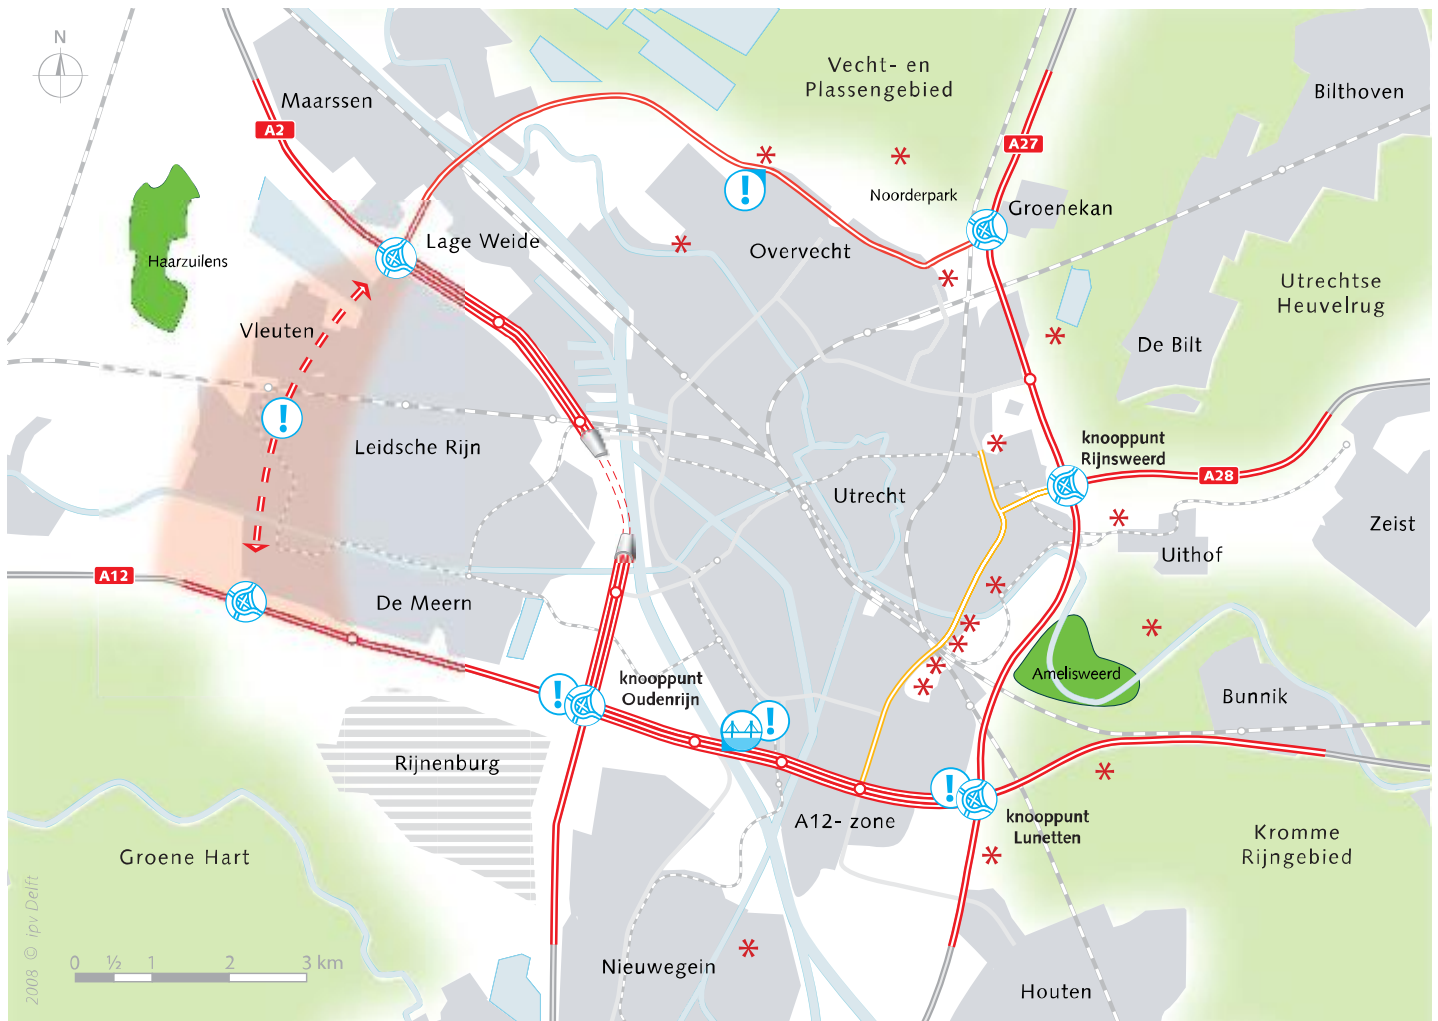 N
Maarssen
A2
Vecht- en
Plassengebied
Bilthoven
A27
Noorderpark
Groenekan
Haarzuilens
Lage Weide
Overvecht
Utrechtse
Heuvelrug
Vleuten
!
!
De Bilt
Leidsche Rijn
knooppunt
Rijnsweerd
A28
Utrecht
Zeist
Uithof
A12
De Meern
Amelisweerd
Bunnik
knooppunt
Oudenrijn
!
!
!
Rijnenburg
A12- zone
knooppunt
Lunetten
Kromme
Rijngebied
Groene Hart
2008 © ipv Delft
0 ½ 1 2 3 km
Nieuwegein
Houten